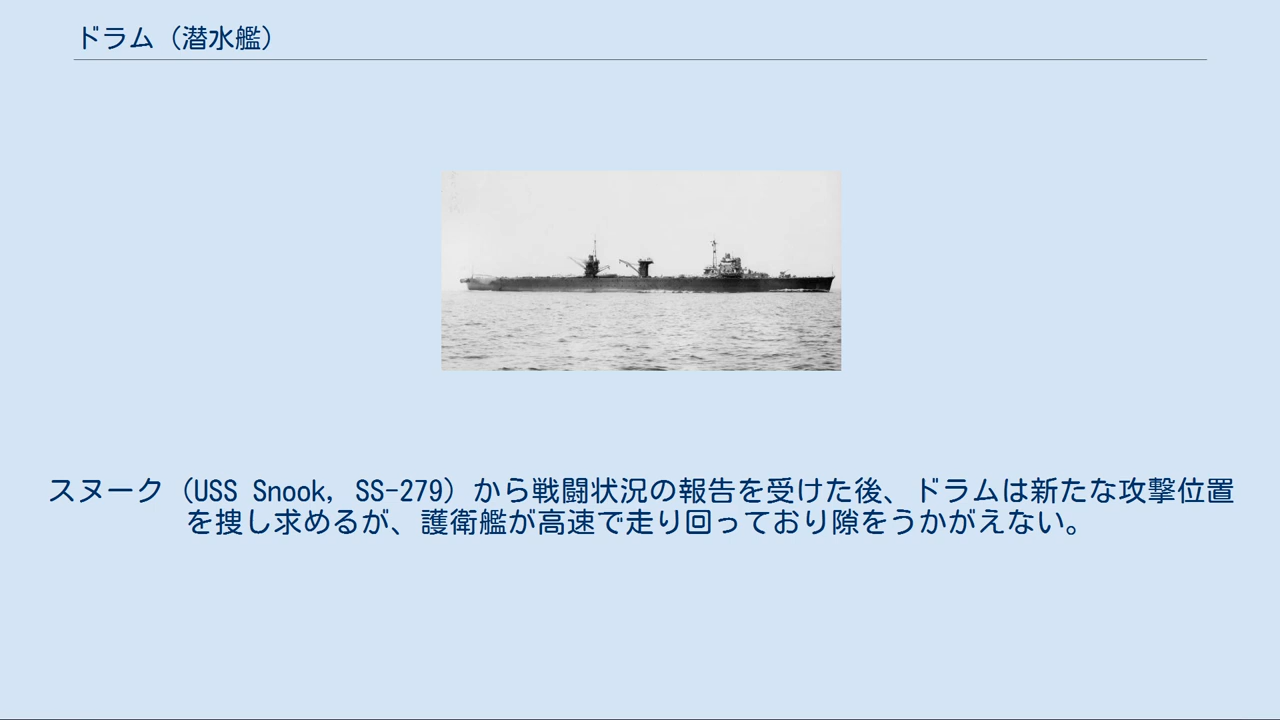 ドラム（潜水艦）
スヌーク（USS Snook, SS-279）から戦闘状況の報告を受けた後、ドラムは新たな攻撃位置
を捜し求めるが、護衛艦が高速で走り回っており隙をうかがえない。